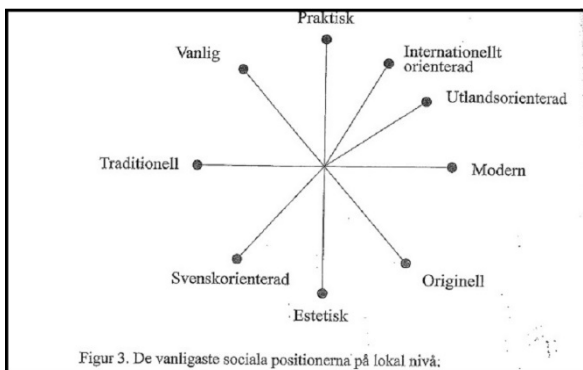 Praktisk
Vanlig
Internationellt
orienterad
Utlandsorienterad
Traditionell
Modern
Svenskorienterad
Originell
Estetisk
Figur 3. De vanligaste sociala positionerna på lokal nivå: